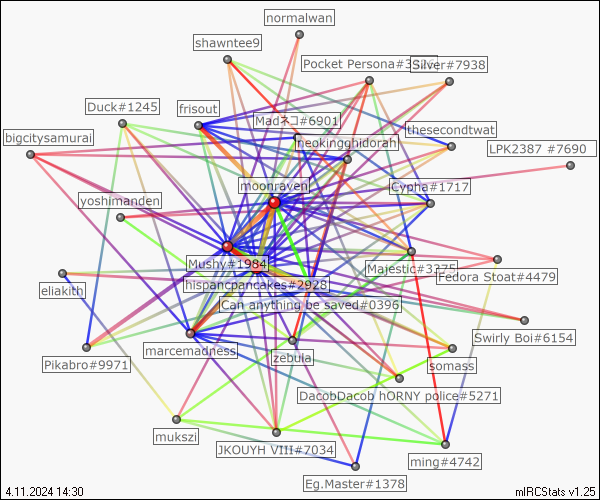 normalwan
shawntee9
Pocket Persona#3
Silver#7938
Duck#1245
frisout
Madネコ#6901
thesecondtwat
bigcitysamurai
neokingghidorah
LPK2387 #7690
moonraven
Cypha#1717
yoshimanden
Mushy#1984
Majestic#3275
Fedora Stoat#4479
eliakith
hispancpancakes#2928
Can anything be saved#0396
Swirly Boi#6154
marcemadness
zebula
Pikabro#9971
somass
DacobDacob hORNY police#5271
mukszi
JKOUYH VIII#7034
ming#4742
Eg.Master#1378
4.11.2024 14:30
mIRCStats v1.25